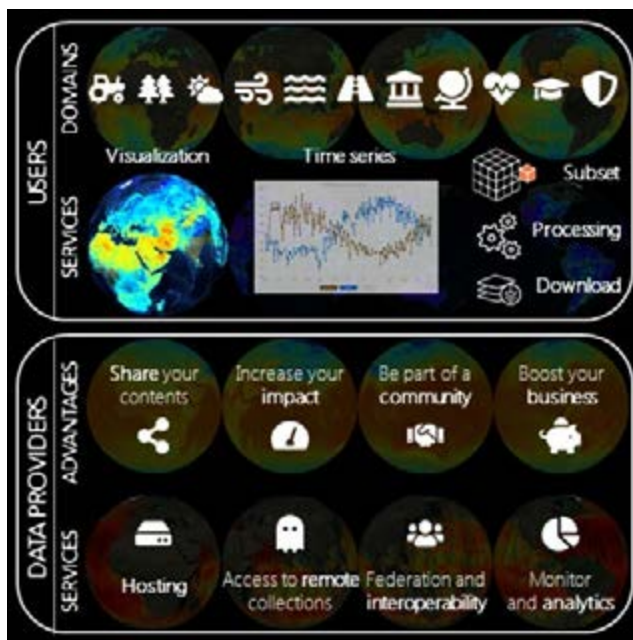 USERS
DOMAINS
Visualization
Time series
SERVICES
Subset
Processing
Download
DATA PROVIDERS
ADVANTAGES
Share your
contents
Increase your
impact
Be part of a
community
Boost your
business
SERVICES
Hosting
Access to remote
collections
Federation and
interoperability
Monitor
and analytics